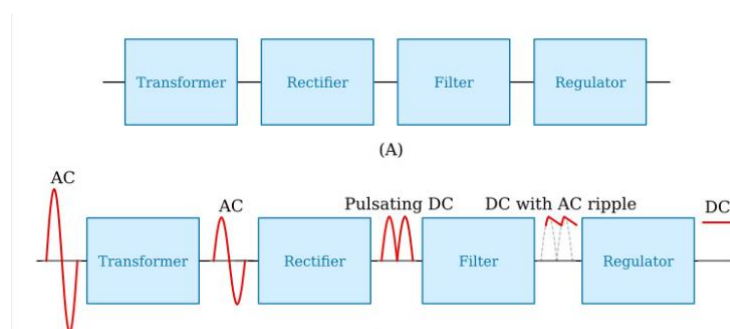 Transformer Rectifier Filter Regulator
(A)
AC
AC
Pulsating DC DC with AC ripple DC
Transformer Rectifier Filter Regulator